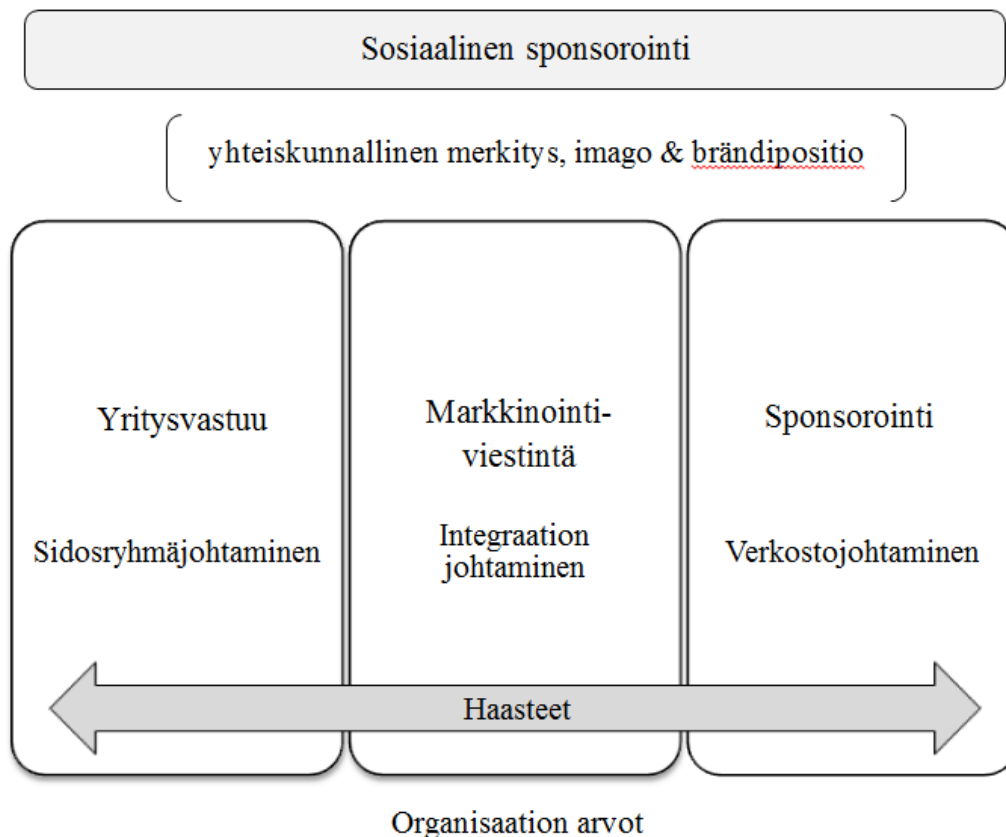 Sosiaalinen sponsorointi
yhteiskunnallinen merkitys, imago & brändipositio
Yritysvastuu
Sidosryhmäjohtaminen
Markkinointi-
viestintä
Integraation
johtaminen
Sponsorointi
Verkostojohtaminen
Haasteet
Organisaation arvot